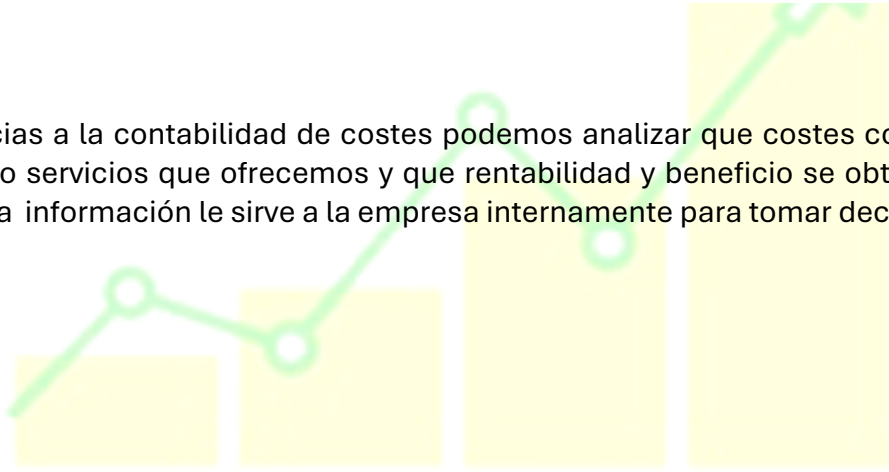 cias a la contabilidad de costes podemos analizar que costes co
o servicios que ofrecemos y que rentabilidad y beneficio se obt
a información le sirve a la empresa internamente para tomar dec